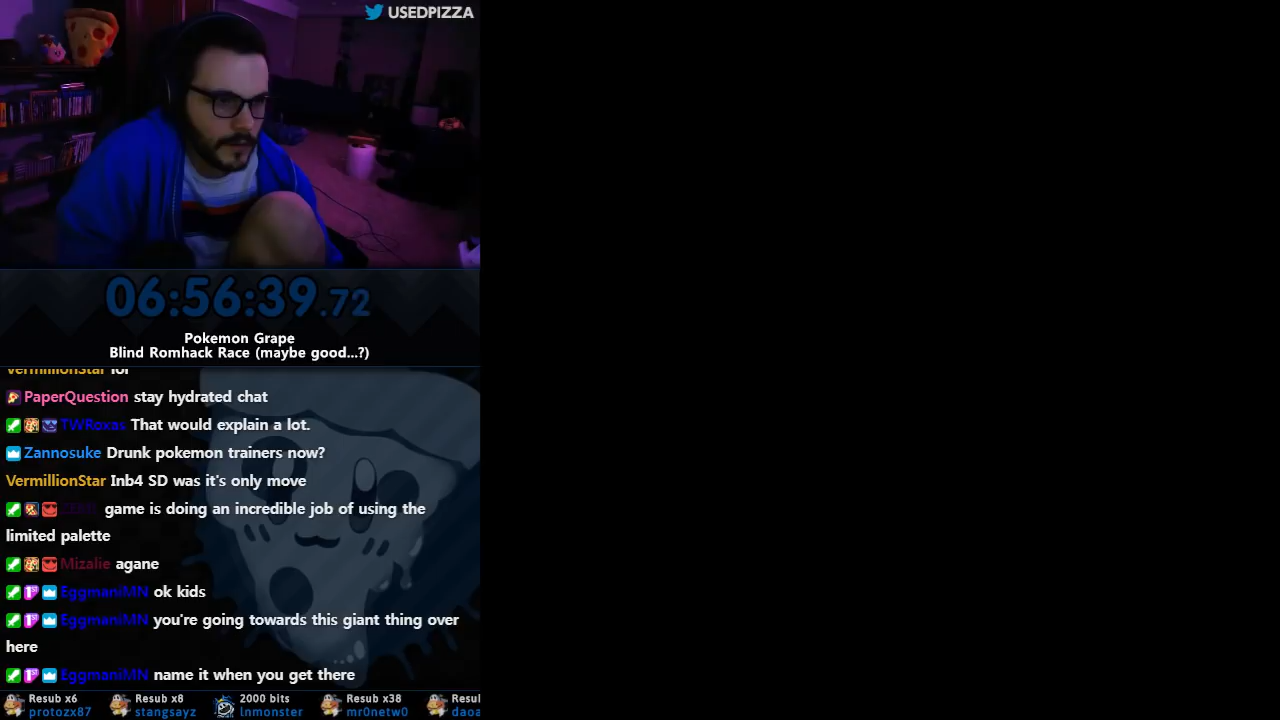 USEDPIZZA
06:56:39.72
Pokemon Grape
Blind Romhack Race (maybe good...?)
VermillionStar lol
PaperQuestion stay hydrated chat
TWRoxas That would explain a lot.
Zannosuke Drunk pokemon trainers now?
VermillionStar Inb4 SD was it's only move
game is doing an incredible job of using the
limited palette
Mizalie agane
EggmaniMN ok kids
EggmaniMN you're going towards this giant thing over
here
EggmaniMN name it when you get there
Resub x6 Resub x8 2000 bits Resub x38
protozx87 stangsayz lnmonster mr0netw0